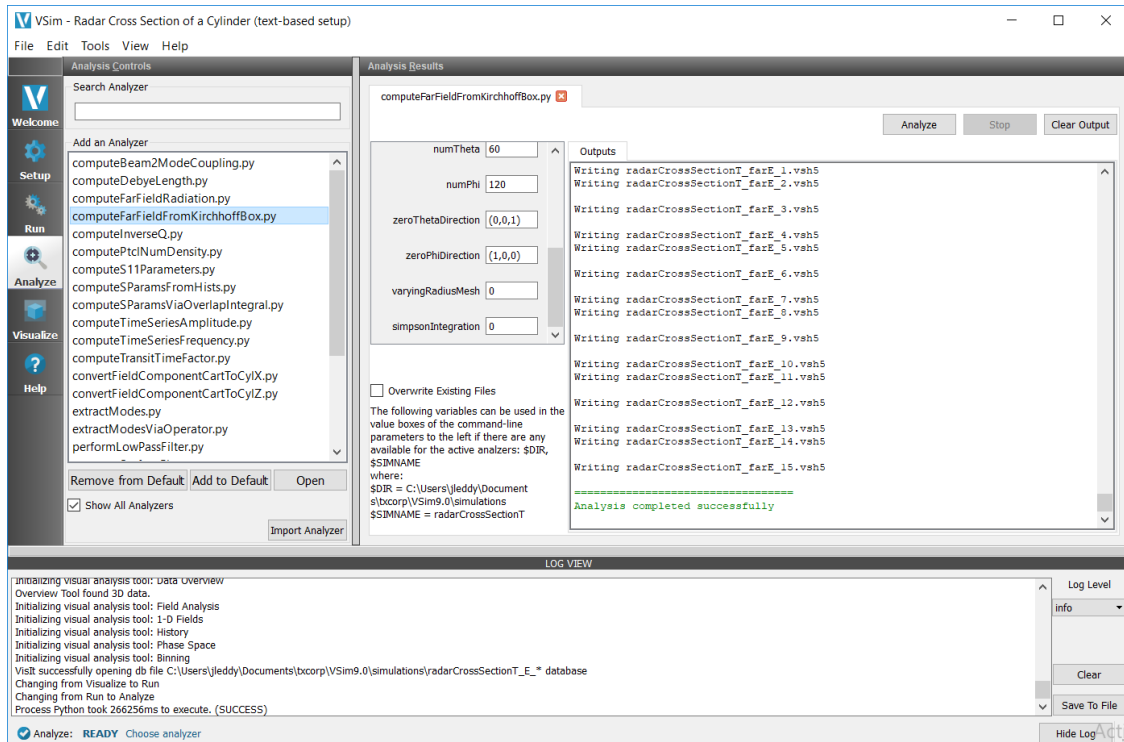 VSim - Radar Cross Section of a Cylinder (text-based setup)
File Edit Tools View Help
Analysis Controls
Search Analyzer
Add an Analyzer
computeBeam2ModeCoupling.py
computeDebyeLength.py
computeFarFieldRadiation.py
computeFarFieldFromKirchhoffBox.py
computeInverseQ.py
computePtclNumDensity.py
computeS11Parameters.py
computeSParamsFromHists.py
computeSParamsViaOverlapIntegral.py
computeTimeSeriesAmplitude.py
computeTimeSeriesFrequency.py
computeTransitTimeFactor.py
convertFieldComponentCartToCylX.py
convertFieldComponentCartToCylZ.py
extractModes.py
extractModesViaOperator.py
performLowPassFilter.py
Remove from Default Add to Default Open
Show All Analyzers
Import Analyzer
Welcome
Setup
Run
Analyze
Visualize
Help
Analysis Results
computeFarFieldFromKirchhoffBox.py
Analyze Stop Clear Output
numTheta 60
numPhi 120
zeroThetaDirection (0,0,1)
zeroPhiDirection (1,0,0)
varyingRadiusMesh 0
simpsonIntegration 0
Overwrite Existing Files
The following variables can be used in the
value boxes of the command-line
parameters to the left if there are any
available for the active analzers: $DIR,
$SIMNAME
where:
$DIR = C:\Users\jleddy\Document
s\txcorp\VSim9.0\simulations
$SIMNAME = radarCrossSectionT
Outputs
Writing radarCrossSectionT_farE_1.vsh5
Writing radarCrossSectionT_farE_2.vsh5
Writing radarCrossSectionT_farE_3.vsh5
Writing radarCrossSectionT_farE_4.vsh5
Writing radarCrossSectionT_farE_5.vsh5
Writing radarCrossSectionT_farE_6.vsh5
Writing radarCrossSectionT_farE_7.vsh5
Writing radarCrossSectionT_farE_8.vsh5
Writing radarCrossSectionT_farE_9.vsh5
Writing radarCrossSectionT_farE_10.vsh5
Writing radarCrossSectionT_farE_11.vsh5
Writing radarCrossSectionT_farE_12.vsh5
Writing radarCrossSectionT_farE_13.vsh5
Writing radarCrossSectionT_farE_14.vsh5
Writing radarCrossSectionT_farE_15.vsh5
==================================
Analysis completed successfully
LOG VIEW
Initializing visual analysis tool: Data Overview
Overview Tool found 3D data.
Initializing visual analysis tool: Field Analysis
Initializing visual analysis tool: 1-D Fields
Initializing visual analysis tool: History
Initializing visual analysis tool: Phase Space
Initializing visual analysis tool: Binning
VisIt successfully opening db file C:\Users\jleddy\Documents\txcorp\VSim9.0\simulations\radarCrossSectionT_E_* database
Changing from Visualize to Run
Changing from Run to Analyze
Process Python took 266256ms to execute. (SUCCESS)
Log Level
info
Clear
Save To File
Hide Log
Analyze: READY Choose analyzer